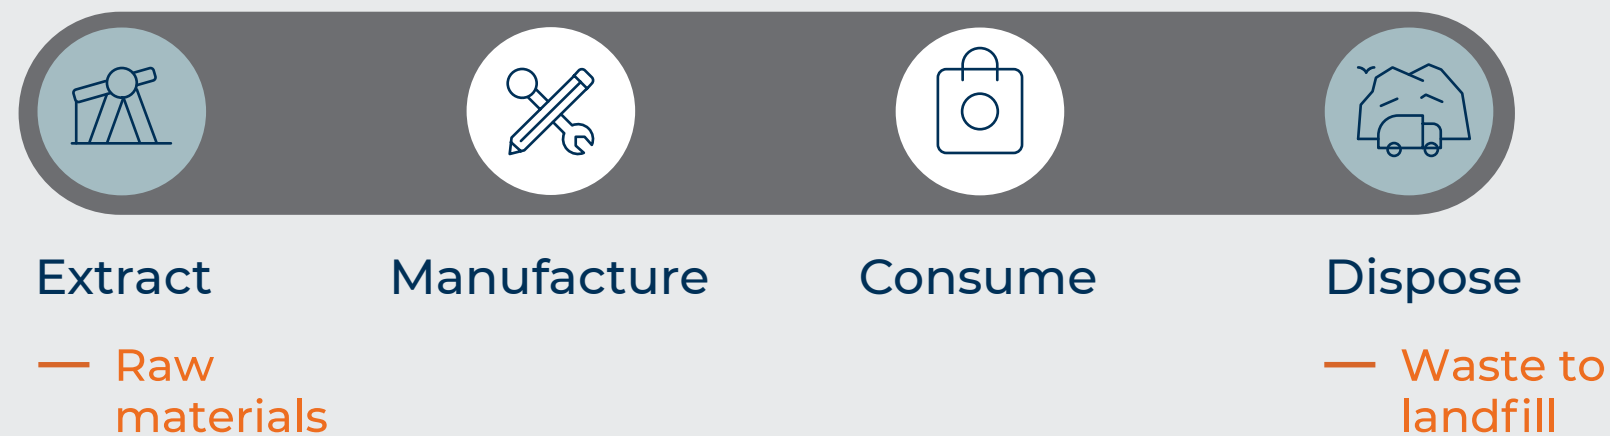 Extract
Manufacture
Consume
Dispose
— Raw
materials
— Waste to
landfill